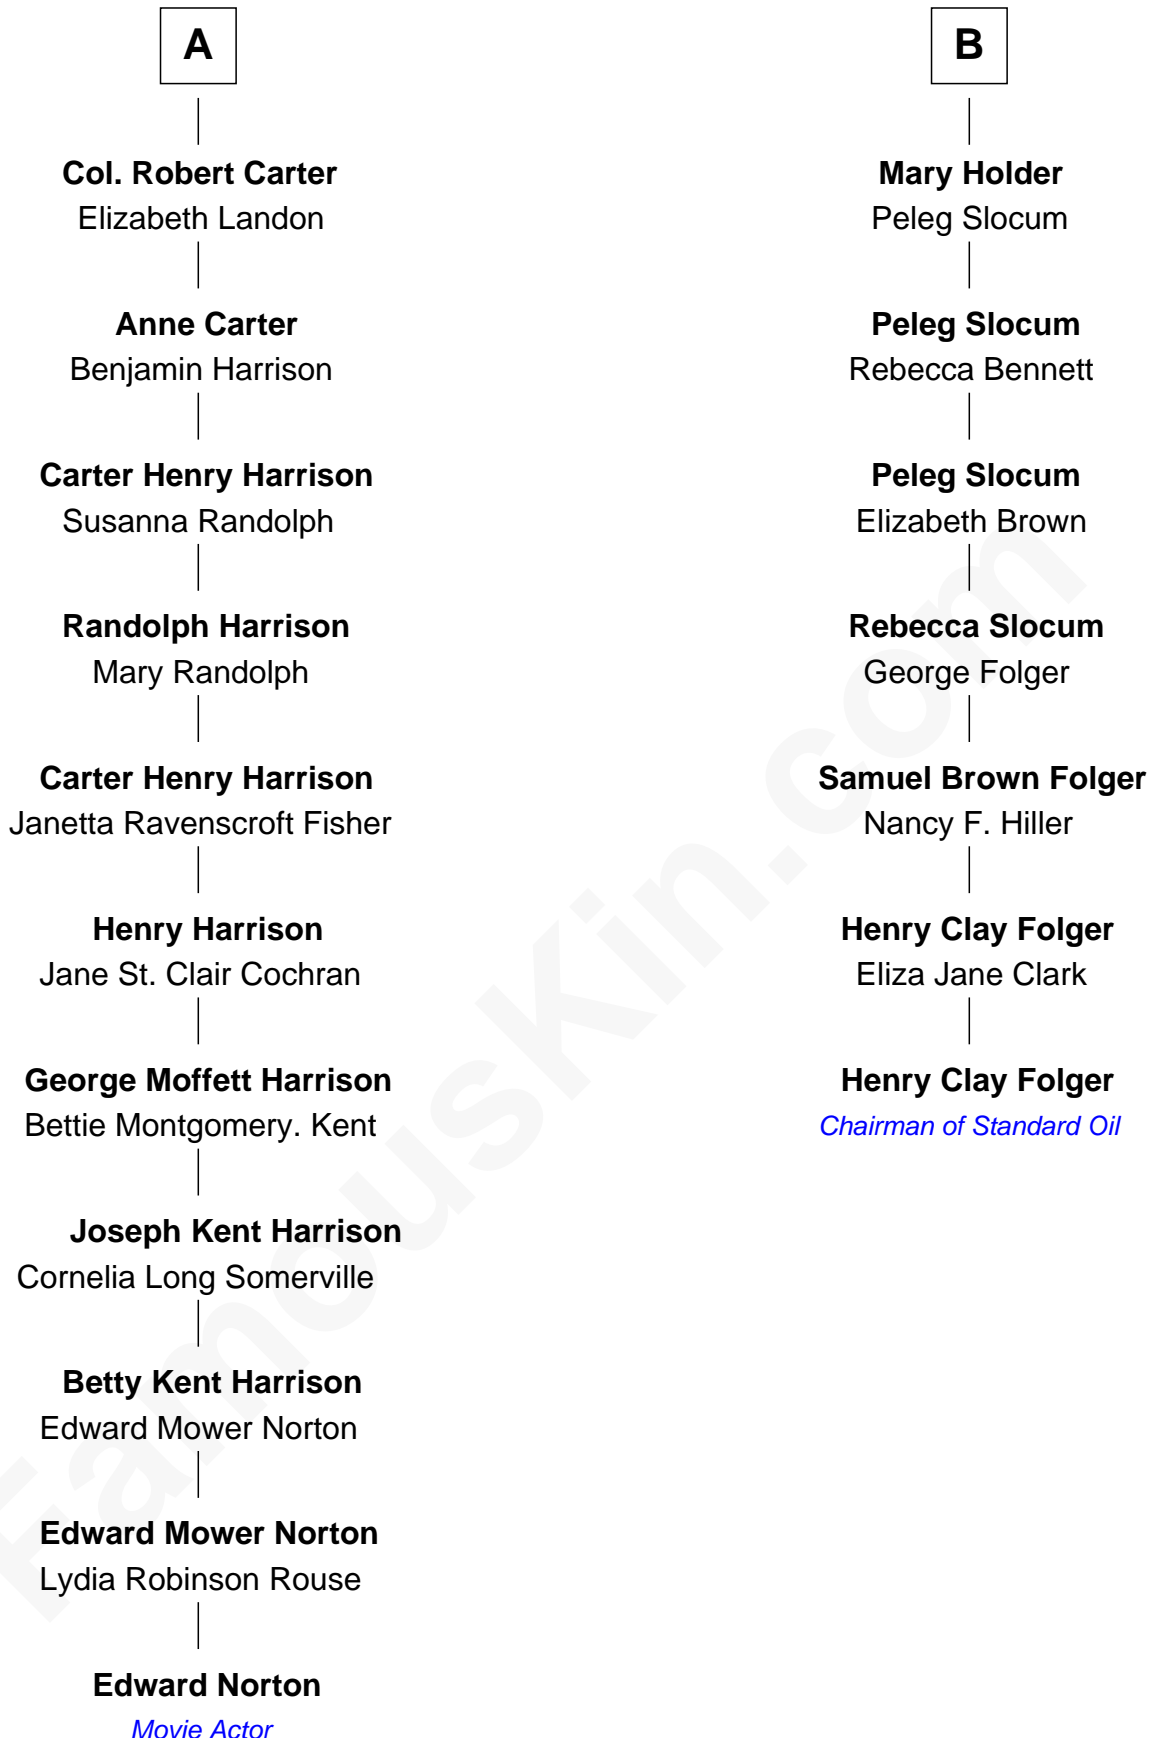 A
Col. Robert Carter
Elizabeth Landon
Anne Carter
Benjamin Harrison
Carter Henry Harrison
Susanna Randolph
Randolph Harrison
Mary Randolph
Carter Henry Harrison
Janetta Ravenscroft Fisher
Henry Harrison
Jane St. Clair Cochran
George Moffett Harrison
Bettie Montgomery. Kent
Joseph Kent Harrison
Cornelia Long Somerville
Betty Kent Harrison
Edward Mower Norton
Edward Mower Norton
Lydia Robinson Rouse
Edward Norton
Movie Actor
B
Mary Holder
Peleg Slocum
Peleg Slocum
Rebecca Bennett
Peleg Slocum
Elizabeth Brown
Rebecca Slocum
George Folger
Samuel Brown Folger
Nancy F. Hiller
Henry Clay Folger
Eliza Jane Clark
Henry Clay Folger
Chairman of Standard Oil
FamousKin.com